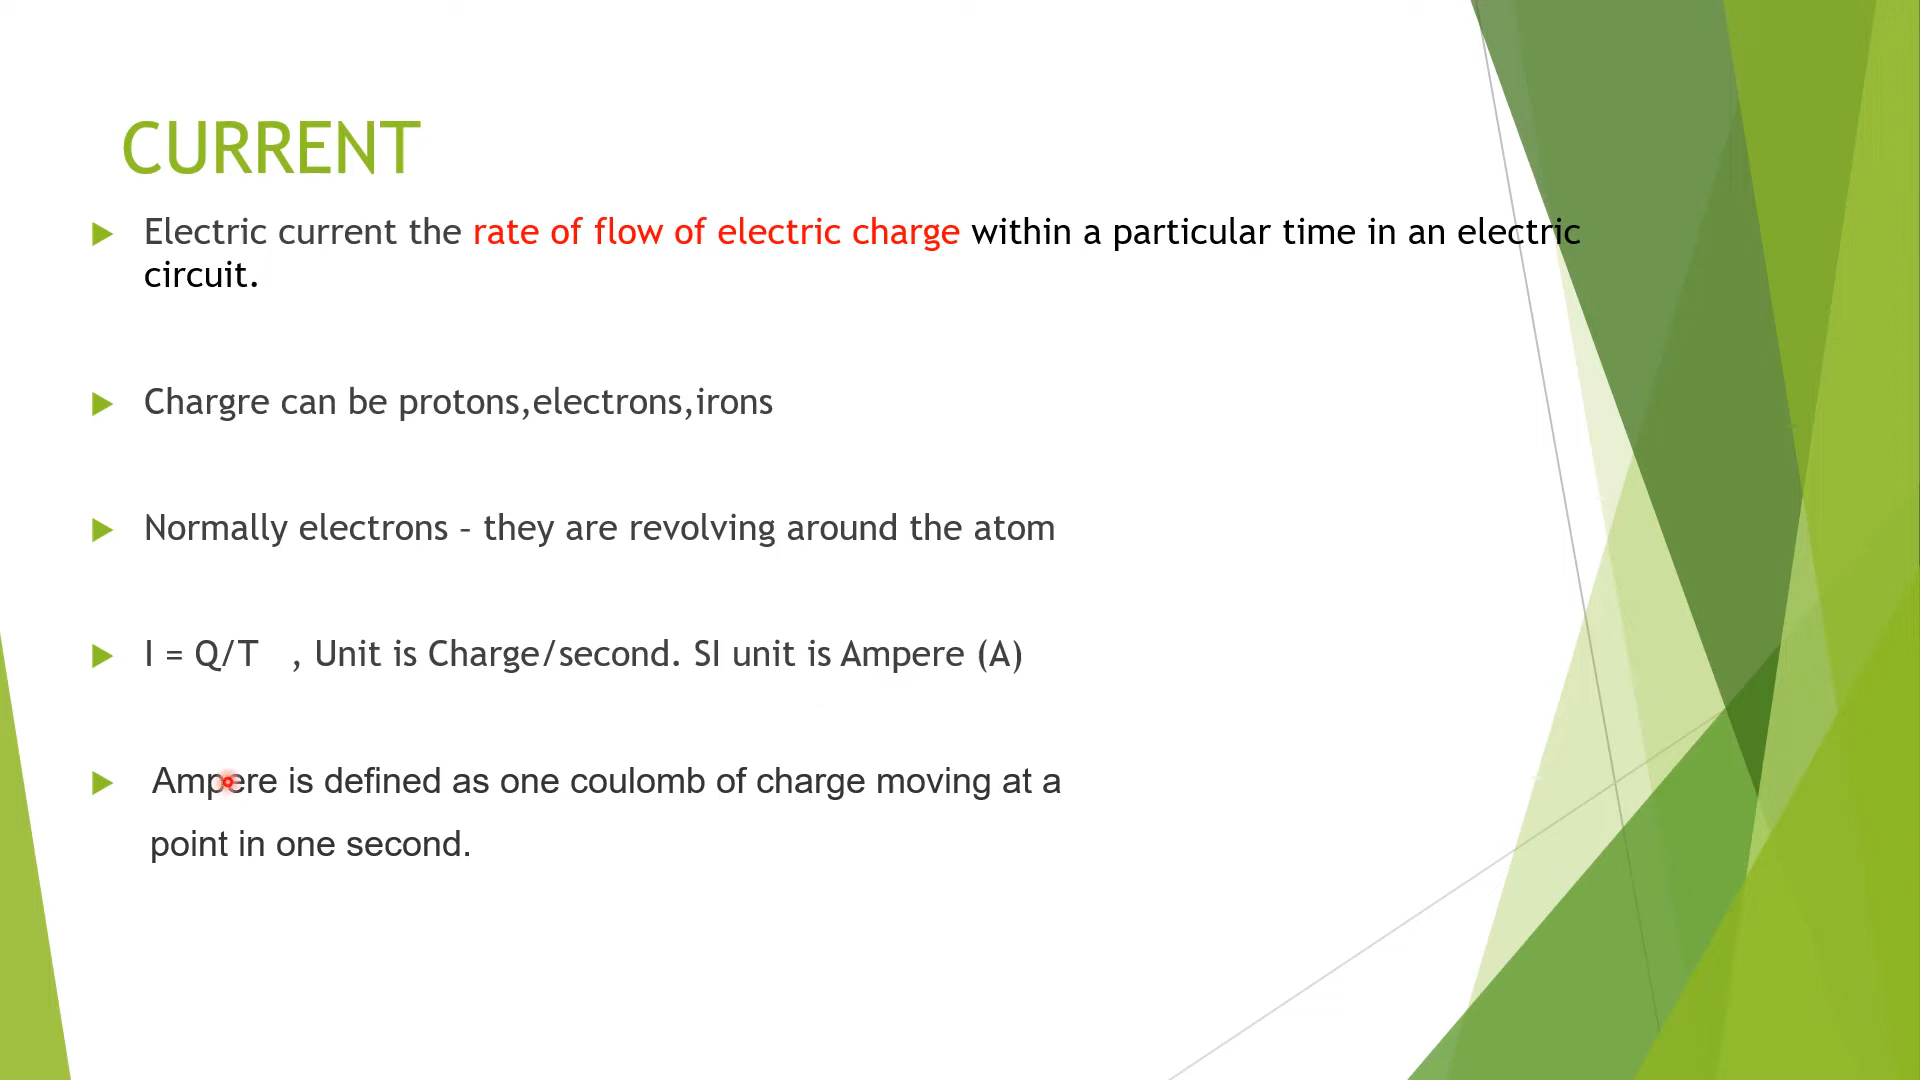 CURRENT
Electric current the rate of flow of electric charge within a particular time in an electric
circuit.
Chargre can be protons,electrons,irons
Normally electrons – they are revolving around the atom
I = Q/T , Unit is Charge/second. SI unit is Ampere (A)
Ampere is defined as one coulomb of charge moving at a
point in one second.